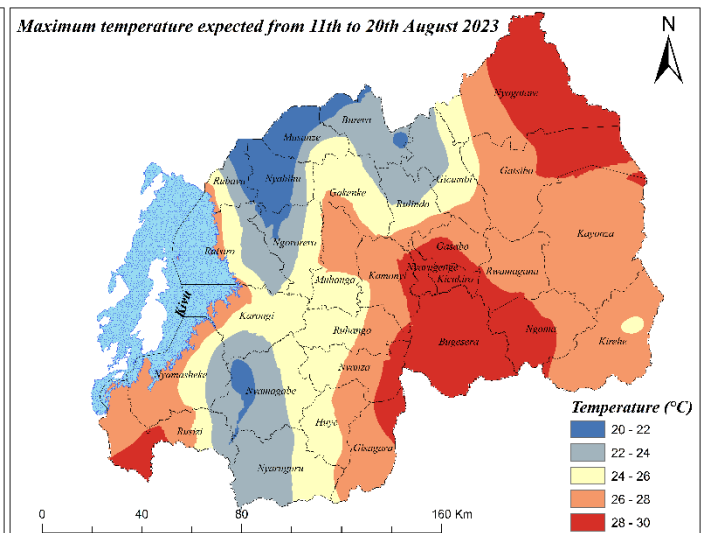 Maximum temperature expected from 11th to 20th August 2023
N
Nyagatare
Burera
Musanze
Rubavu
Nyabihu
Gakenke
Gicumbi
Gatsibo
Rulindo
Ngororero
Rutsiro
Kayonza
Gasabo
Nyarugenge
Kicukiro
Rwamagana
Kamonyi
Muhanga
Kivu
Karongi
Ruhango
Bugesera
Ngoma
Kirehe
Nyamasheke
Nyanza
Nyamagabe
Huye
Rusizi
Gisagara
Nyaruguru
Temperature (°C)
20 - 22
22 - 24
24 - 26
26 - 28
28 - 30
0 40 80 160 Km